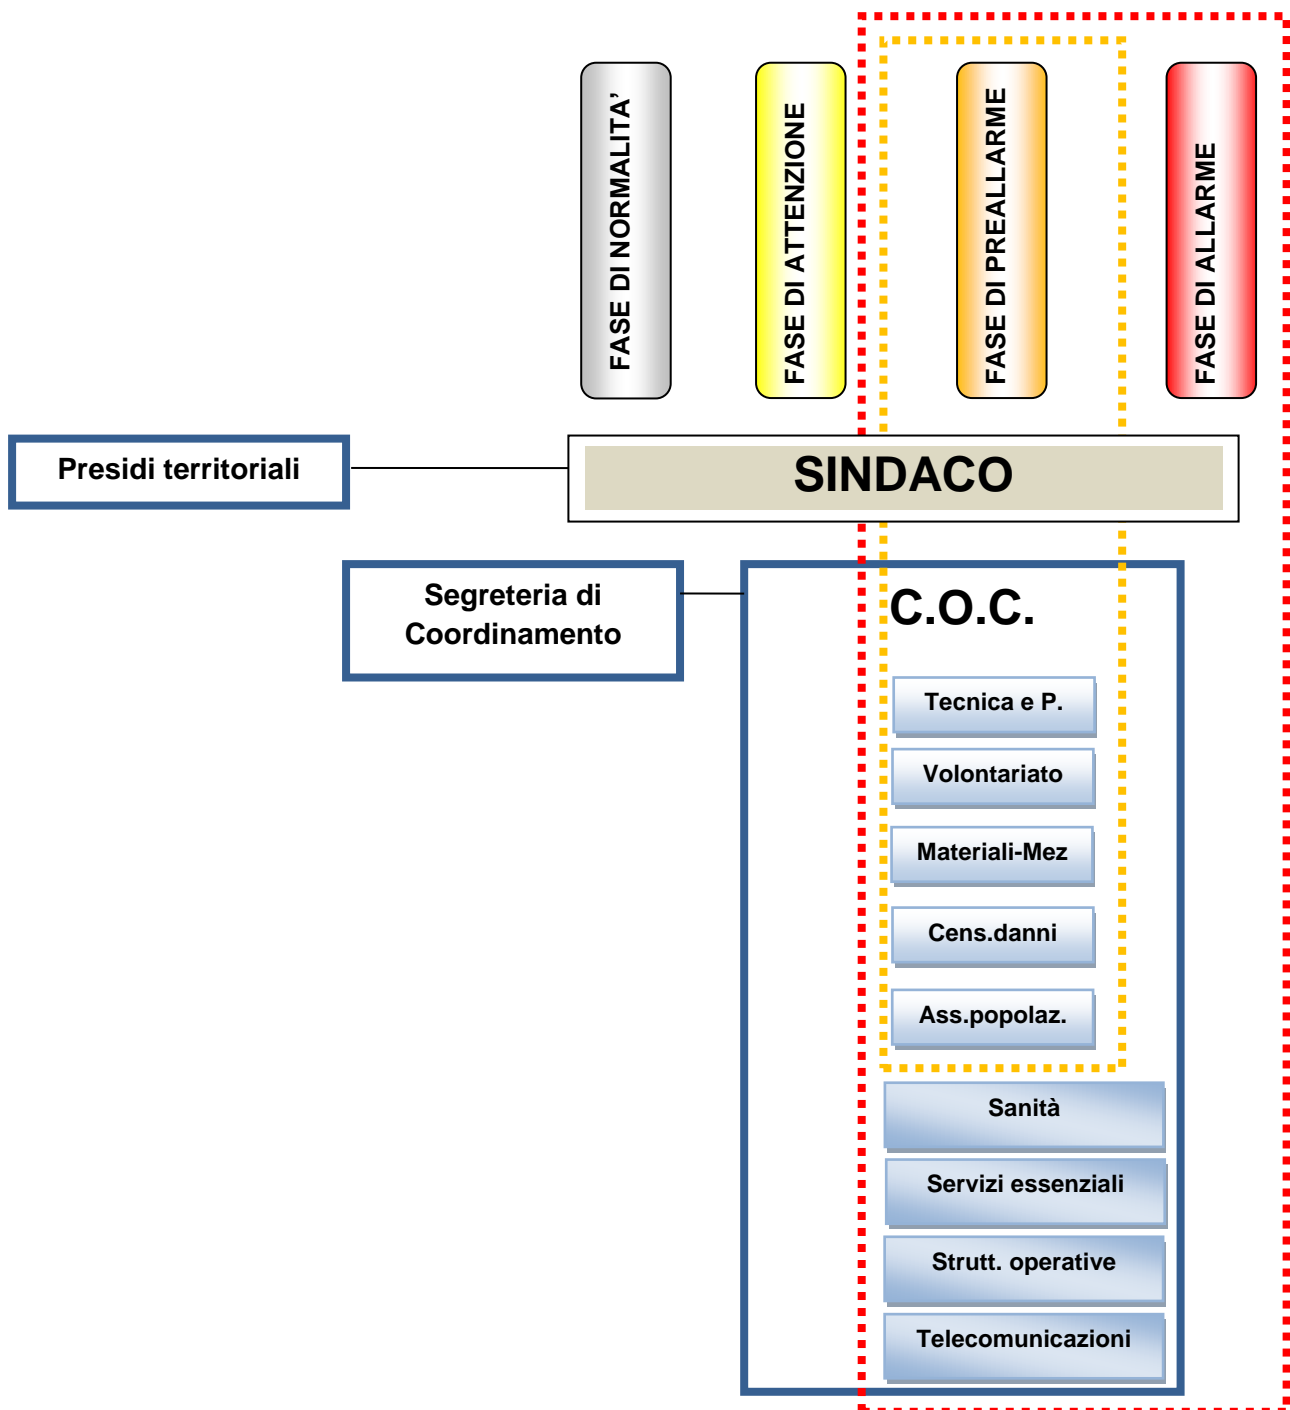 FASE DI NORMALITA’
FASE DI ATTENZIONE
FASE DI PREALLARME
FASE DI ALLARME
Presidi territoriali
SINDACO
Segreteria di
Coordinamento
C.O.C.
Tecnica e P.
Volontariato
Materiali-Mez
Cens.danni
Ass.popolaz.
Sanità
Servizi essenziali
Strutt. operative
Telecomunicazioni